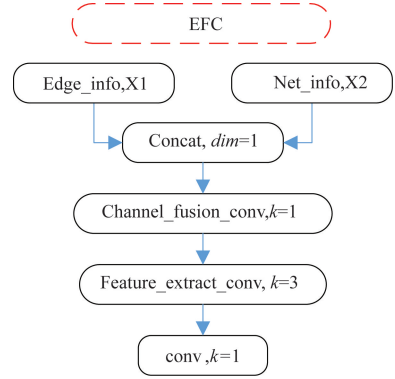 EFC
Edge_info,X1
Net_info,X2
Concat, dim=1
Channel_fusion_conv,k=1
Feature_extract_conv, k=3
conv ,k=1